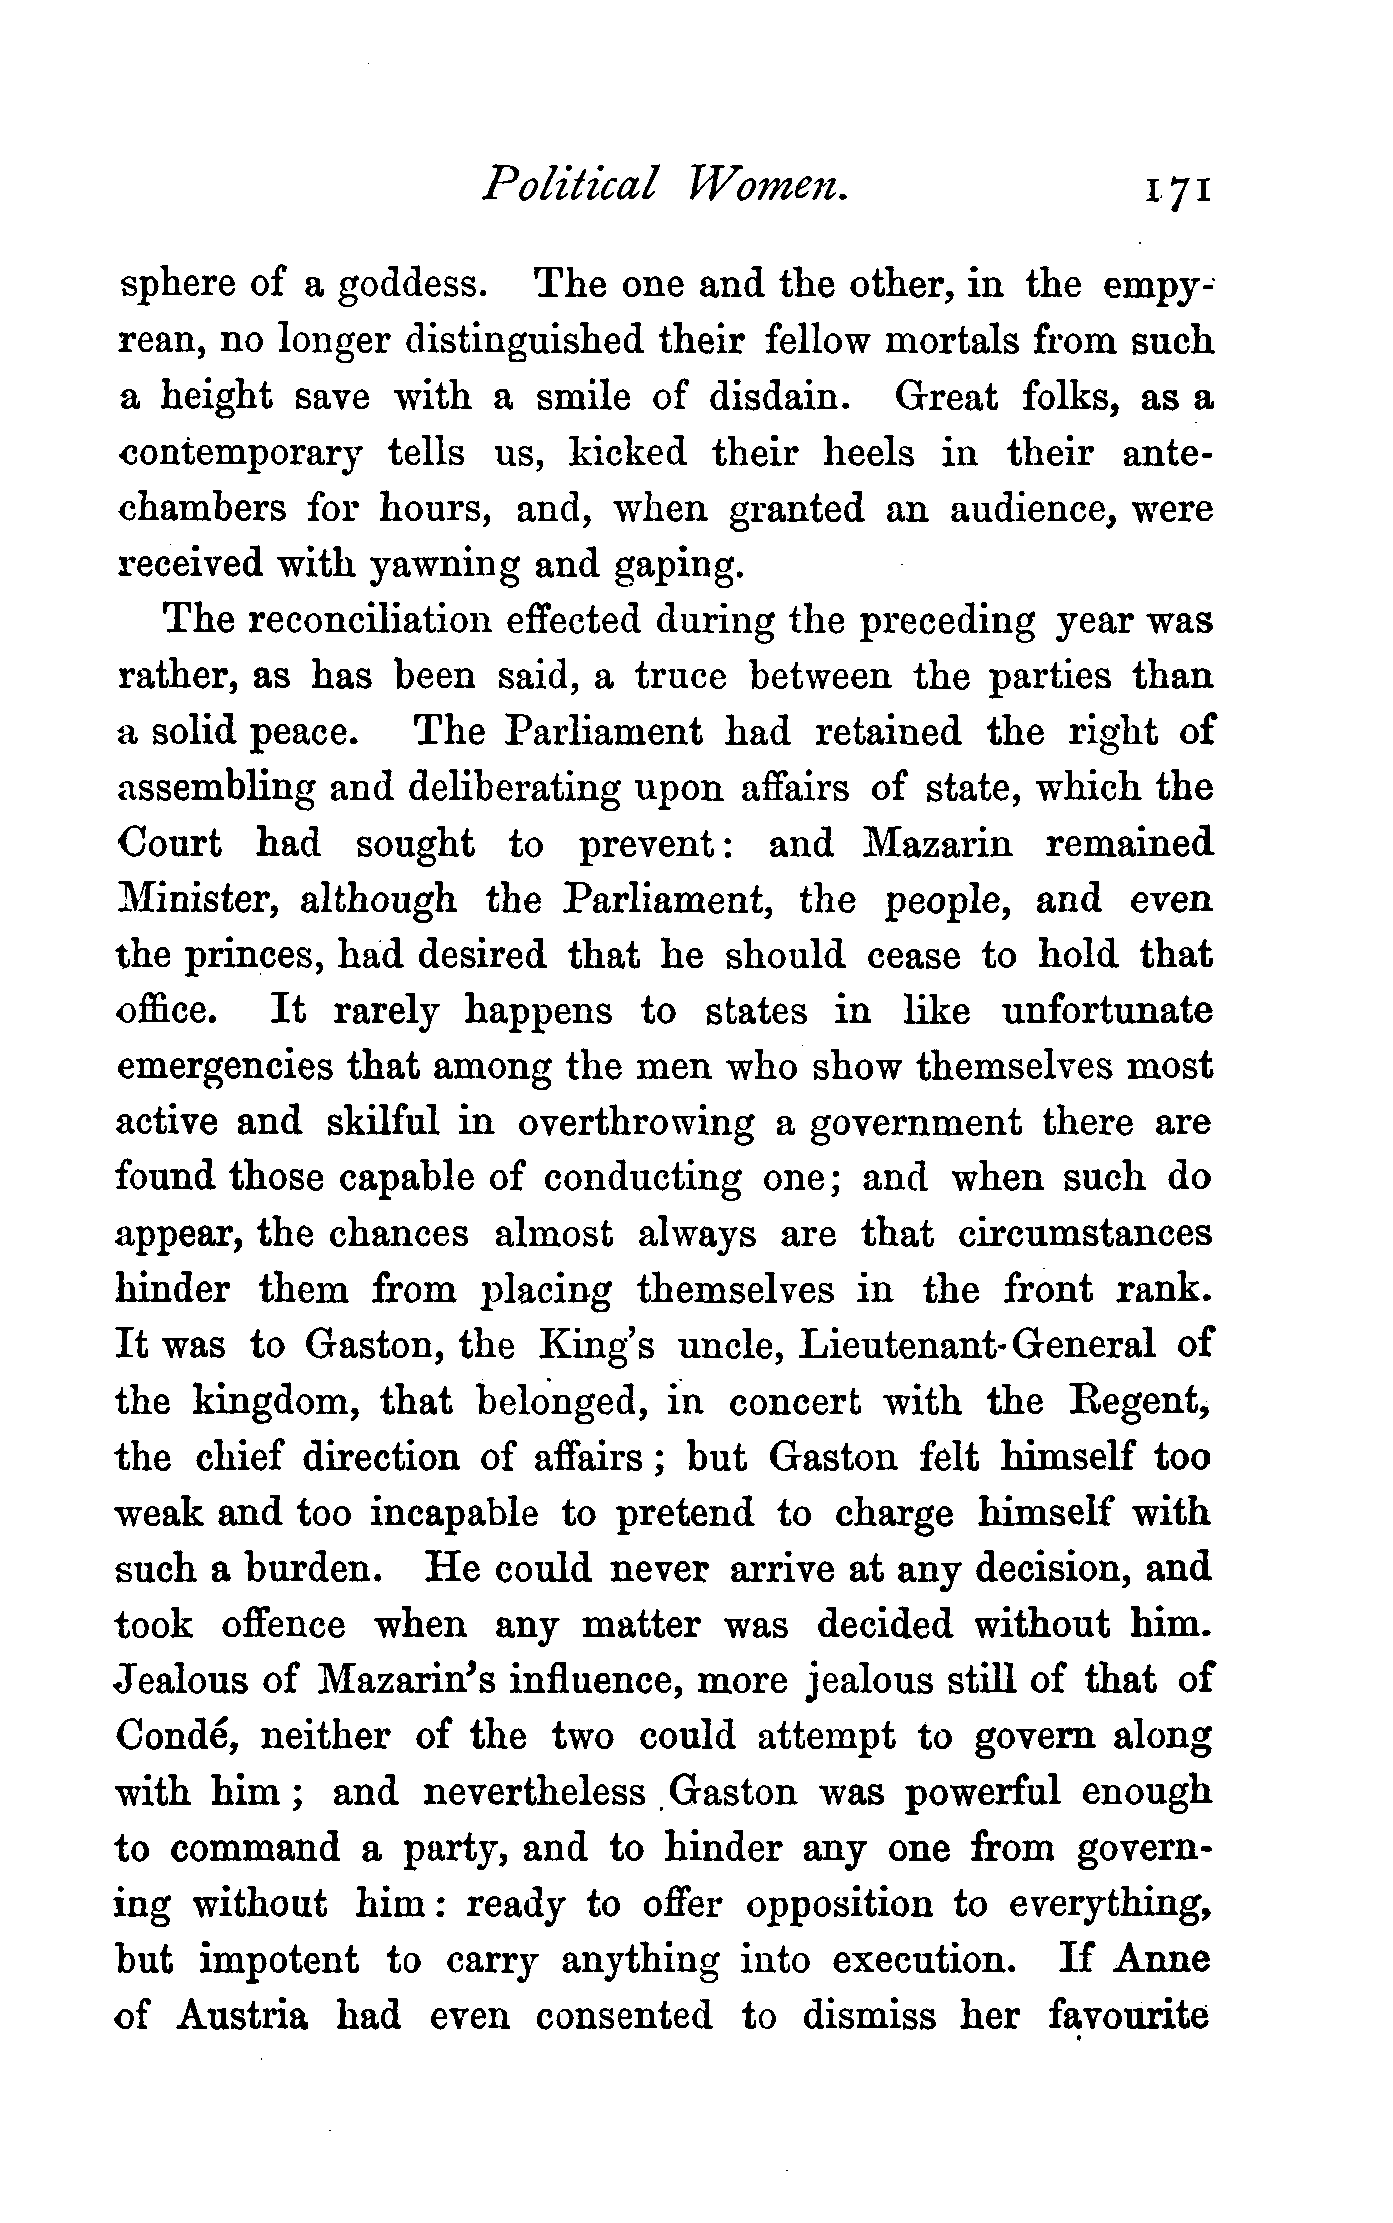 Political Women. 171
sphere of a goddess. The one and the other, in the empy-
rean, no longer distinguished their fellow mortals from such
a height save with a smile of disdain. Great folks, as a
contemporary tells us, kicked their heels in their ante-
chambers for hours, and, when granted an audience, were
received with yawning and gaping.
The reconciliation effected during the preceding year was
rather, as has been said, a truce between the parties than
a solid peace. The Parliament had retained the right of
assembling and deliberating upon affairs of state, which the
Court had sought to prevent: and Mazarin remained
Minister, although the Parliament, the people, and even
the princes, had desired that he should cease to hold that
office. It rarely happens to states in like unfortunate
emergencies that among the men who show themselves most
active and skilful in overthrowing a government there are
found those capable of conducting one; and when such do
appear, the chances almost always are that circumstances
hinder them from placing themselves in the front rank.
It was to Gaston, the King's uncle, Lieutenant-General of
the kingdom, that belonged, in concert with the Regent,
the chief direction of affairs; but Gaston felt himself too
weak and too incapable to pretend to charge himself with
such a burden. He could never arrive at any decision, and
took offence when any matter was decided without him.
Jealous of Mazarin's influence, more jealous still of that of
Condé, neither of the two could attempt to govern along
with him; and nevertheless Gaston was powerful enough
to command a party, and to hinder any one from govern-
ing without him: ready to offer opposition to everything,
but impotent to carry anything into execution. If Anne
of Austria had even consented to dismiss her favourite